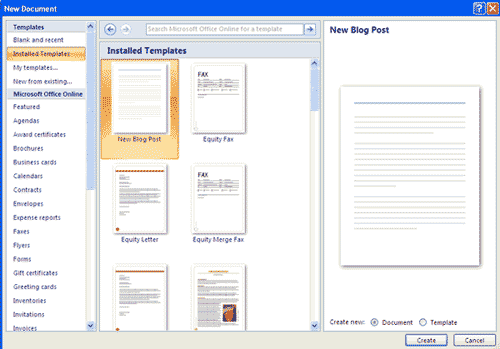 New Document
Templates
Blank and recent
Installed Templates
My templates...
New from existing...
Microsoft Office Online
Featured
Agendas
Award certificates
Brochures
Business cards
Calendars
Contracts
Envelopes
Expense reports
Faxes
Flyers
Forms
Gift certificates
Greeting cards
Inventories
Invitations
Invoices
Search Microsoft Office Online for a template
Installed Templates
New Blog Post
FAX
Equity Fax
Equity Letter
FAX
Equity Merge Fax
New Blog Post
Create new: Document Template
Create Cancel